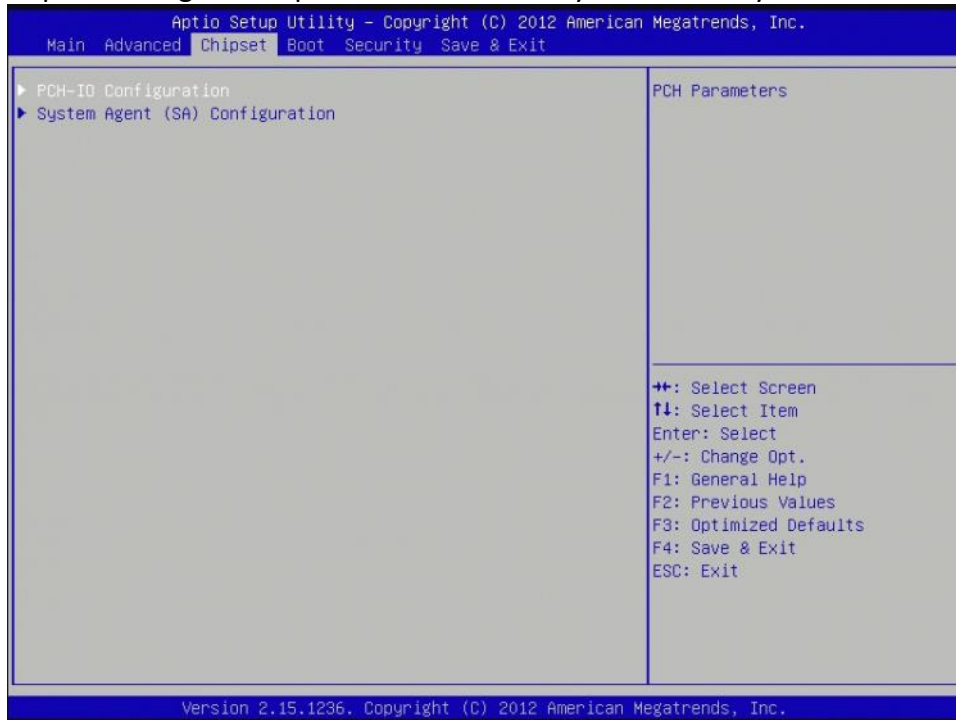 Aptio Setup Utility – Copyright (C) 2012 American Megatrends, Inc.
Main Advanced Chipset Boot Security Save & Exit
▶ PCH-IO Configuration
▶ System Agent (SA) Configuration
PCH Parameters
→←: Select Screen
↑↓: Select Item
Enter: Select
+/-: Change Opt.
F1: General Help
F2: Previous Values
F3: Optimized Defaults
F4: Save & Exit
ESC: Exit
Version 2.15.1236. Copyright (C) 2012 American Megatrends, Inc.